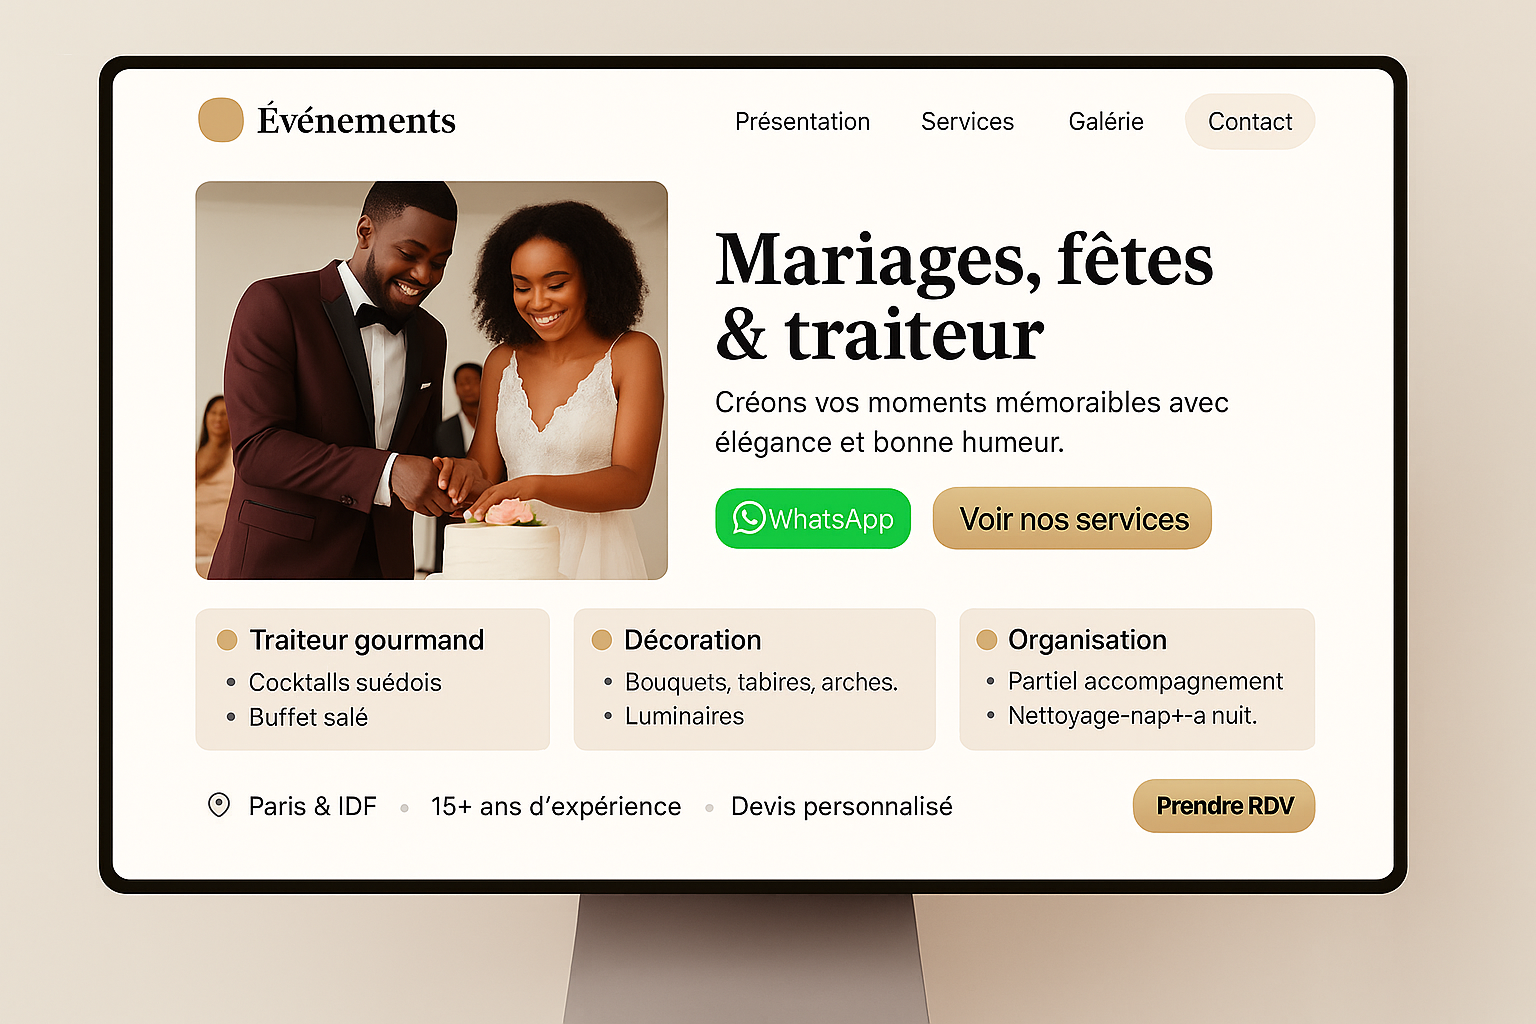 Événements
Présentation
Services
Galérie
Contact
Mariages, fêtes
& traiteur
Créons vos moments mémoraibles avec
élégance et bonne humeur.
WhatsApp
Voir nos services
Traiteur gourmand
Cocktalls suédois
Buffet salé
Décoration
Bouquets, tabires, arches.
Luminaires
Organisation
Partiel accompagnement
Nettoyage-nap+-a nuit.
Paris & IDF
15+ ans d’expérience
Devis personnalisé
Prendre RDV